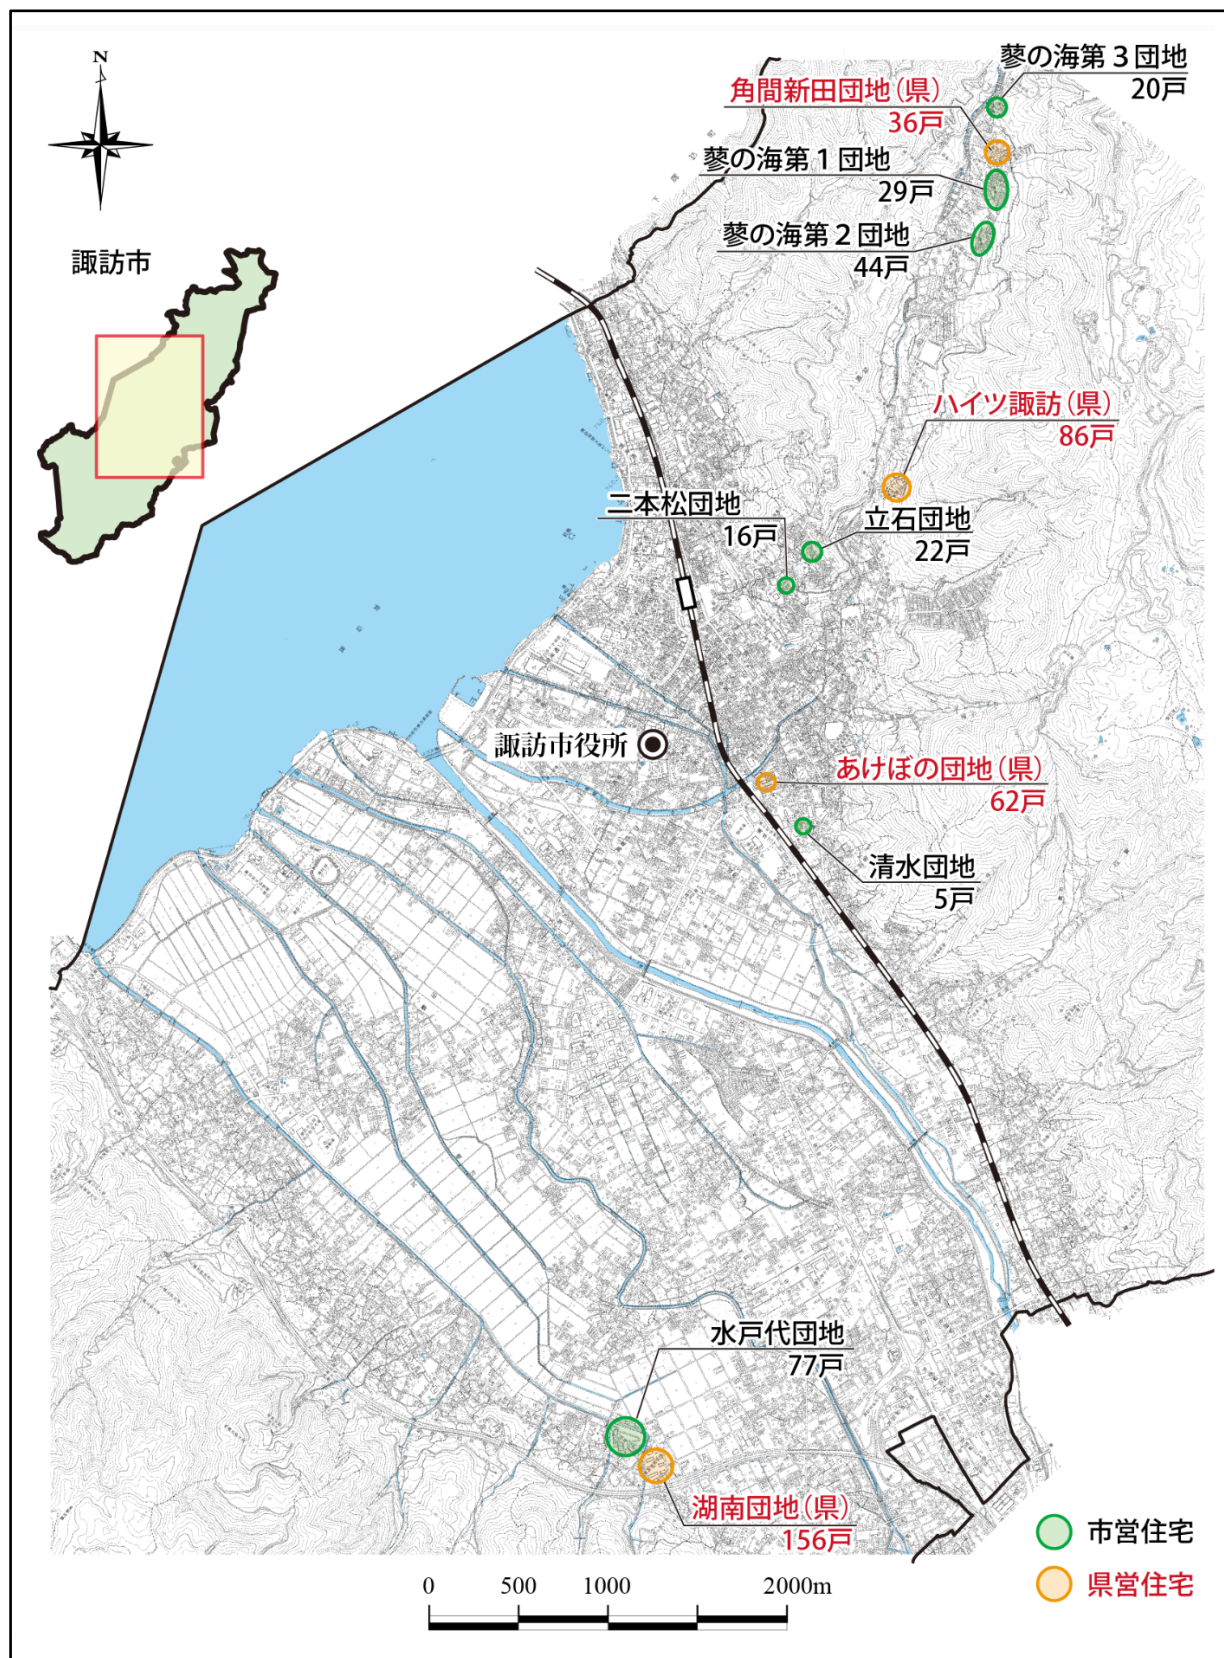 N
諏訪市
蓼の海第3団地
20戸
角間新田団地(県)
36戸
蓼の海第1団地
29戸
蓼の海第2団地
44戸
ハイツ諏訪(県)
86戸
二本松団地
16戸
立石団地
22戸
諏訪市役所
あけぼの団地(県)
62戸
清水団地
5戸
水戸代団地
77戸
湖南団地(県)
156戸
市営住宅
県営住宅
0 500 1000 2000m